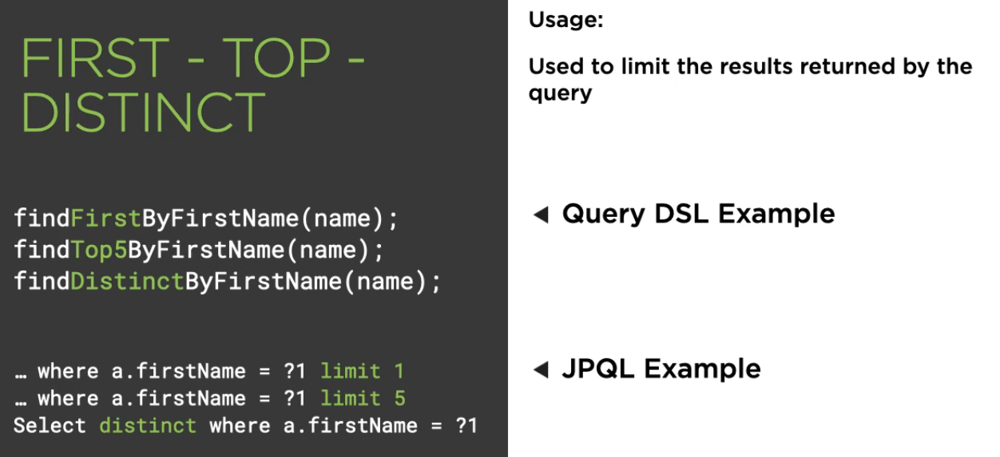 FIRST - TOP -
DISTINCT
findFirstByFirstName(name);
findTop5ByFirstName(name);
findDistinctByFirstName(name);
… where a.firstName = ?1 limit 1
… where a.firstName = ?1 limit 5
Select distinct where a.firstName = ?1
Usage:
Used to limit the results returned by the
query
◄ Query DSL Example
◄ JPQL Example